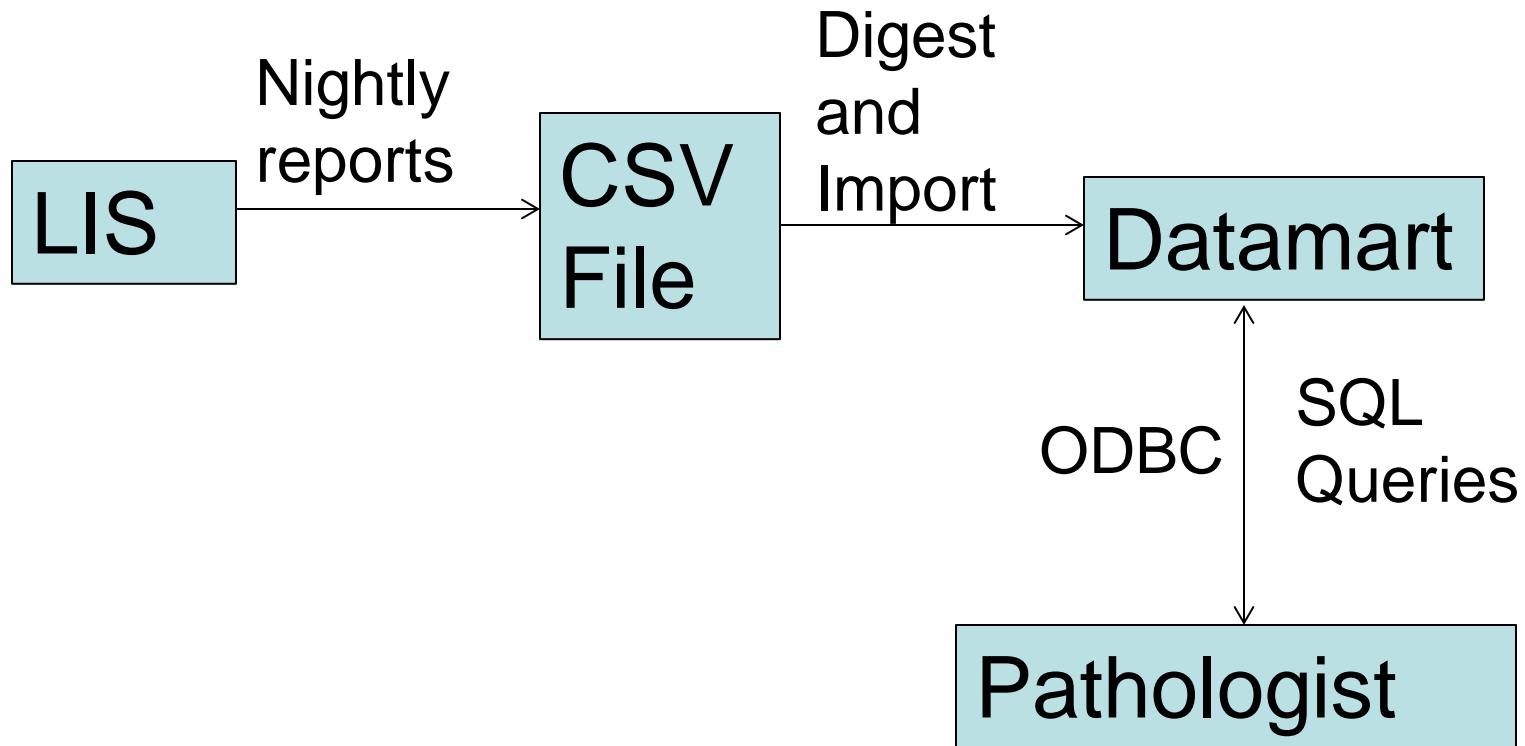 LIS
Nightly
reports
CSV
File
Digest
and
Import
Datamart
ODBC
SQL
Queries
Pathologist